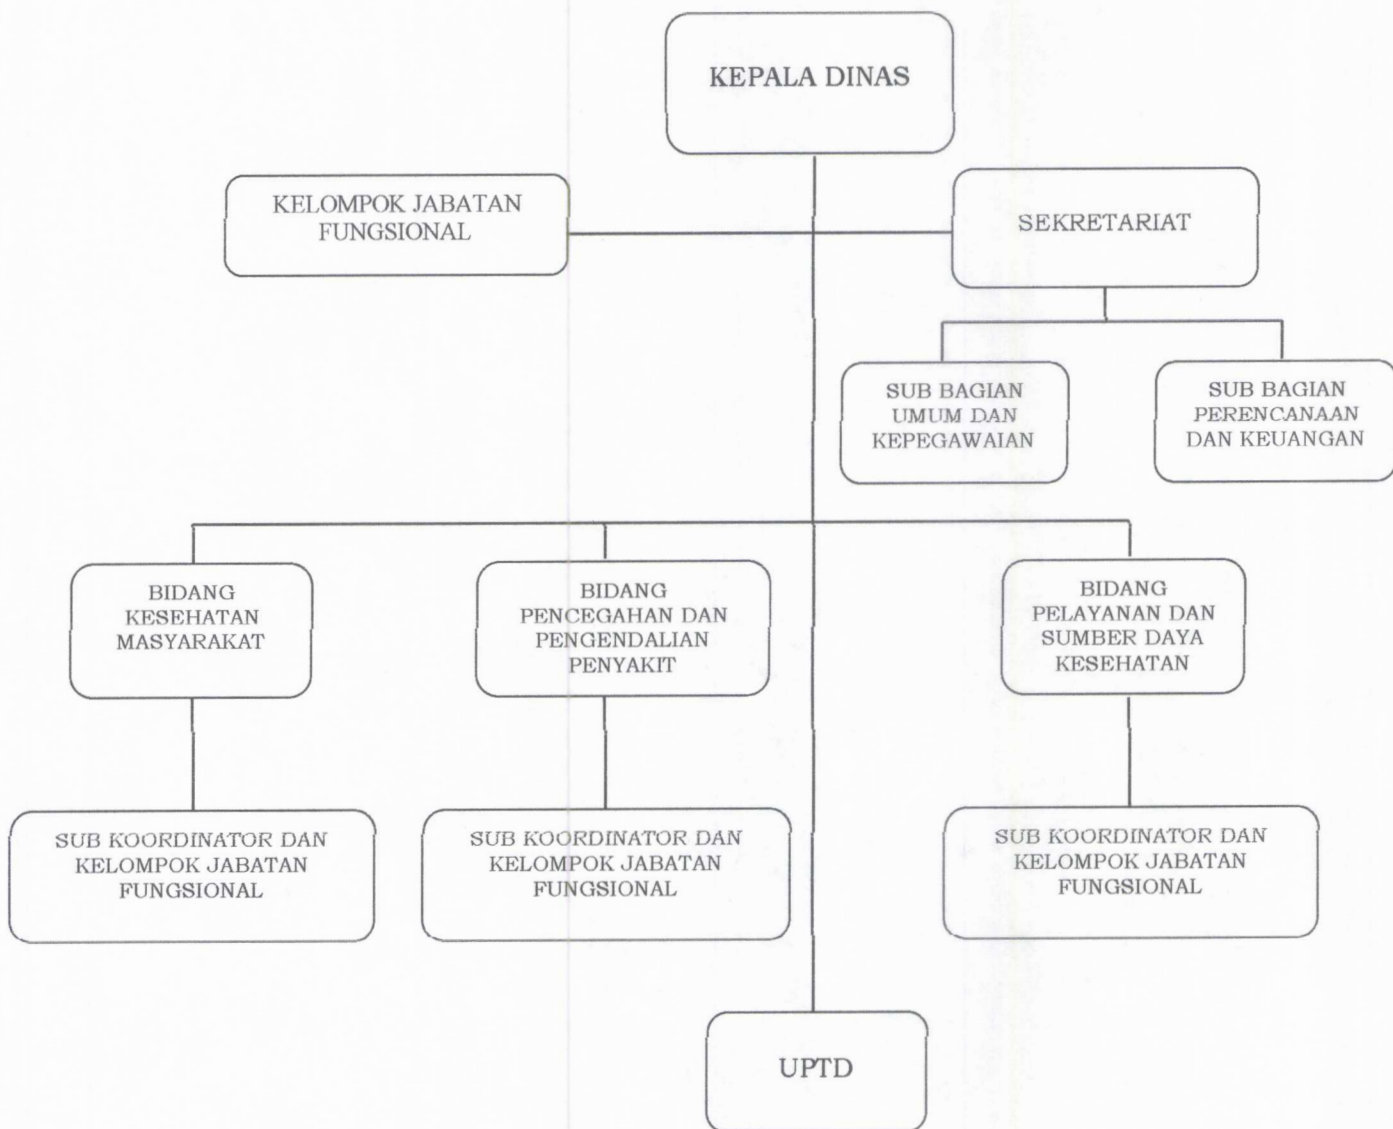 KEPALA DINAS
KELOMPOK JABATAN
FUNGSIONAL
SEKRETARIAT
SUB BAGIAN
UMUM DAN
KEPEGAWAIAN
SUB BAGIAN
PERENCANAAN
DAN KEUANGAN
BIDANG
KESEHATAN
MASYARAKAT
BIDANG
PENCEGAHAN DAN
PENGENDALIAN
PENYAKIT
BIDANG
PELAYANAN DAN
SUMBER DAYA
KESEHATAN
SUB KOORDINATOR DAN
KELOMPOK JABATAN
FUNGSIONAL
SUB KOORDINATOR DAN
KELOMPOK JABATAN
FUNGSIONAL
SUB KOORDINATOR DAN
KELOMPOK JABATAN
FUNGSIONAL
UPTD